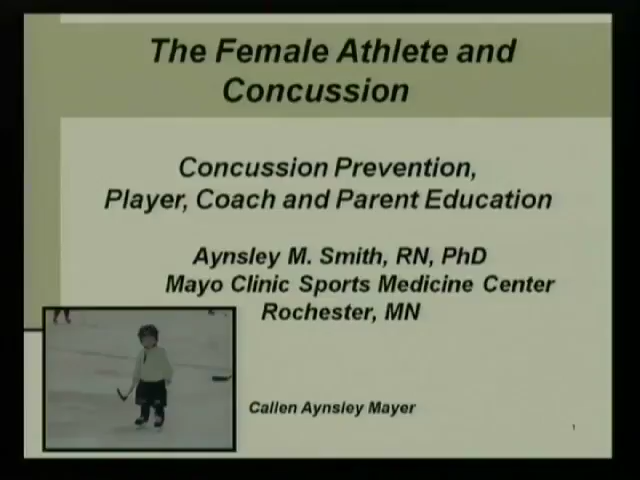 The Female Athlete and
Concussion
Concussion Prevention,
Player, Coach and Parent Education
Aynsley M. Smith, RN, PhD
Mayo Clinic Sports Medicine Center
Rochester, MN
Callen Aynsley Mayer
1